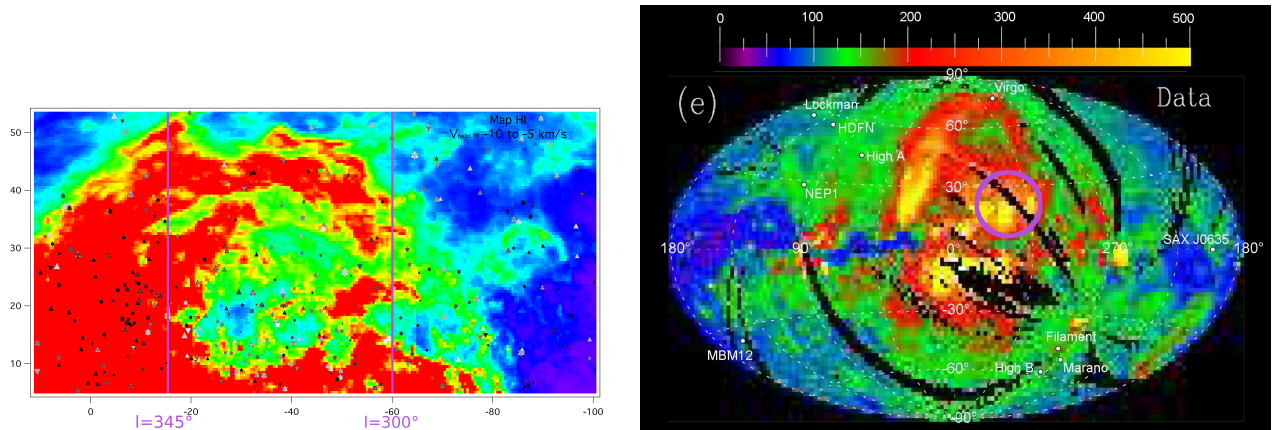 Map HI
V = -10 to -5 km/s
50
40
30
20
10
0
-20
-40
-60
-80
-100
l=345°
l=300°
0
100
200
300
400
500
(e)
Data
90°
Virgo
Lockman
HDFN
60°
High A
30°
NEP1
180°
90°
0°
270°
SAX J0635
180°
-30°
MBM12
Filament
-60°
High B
Marano
-90°